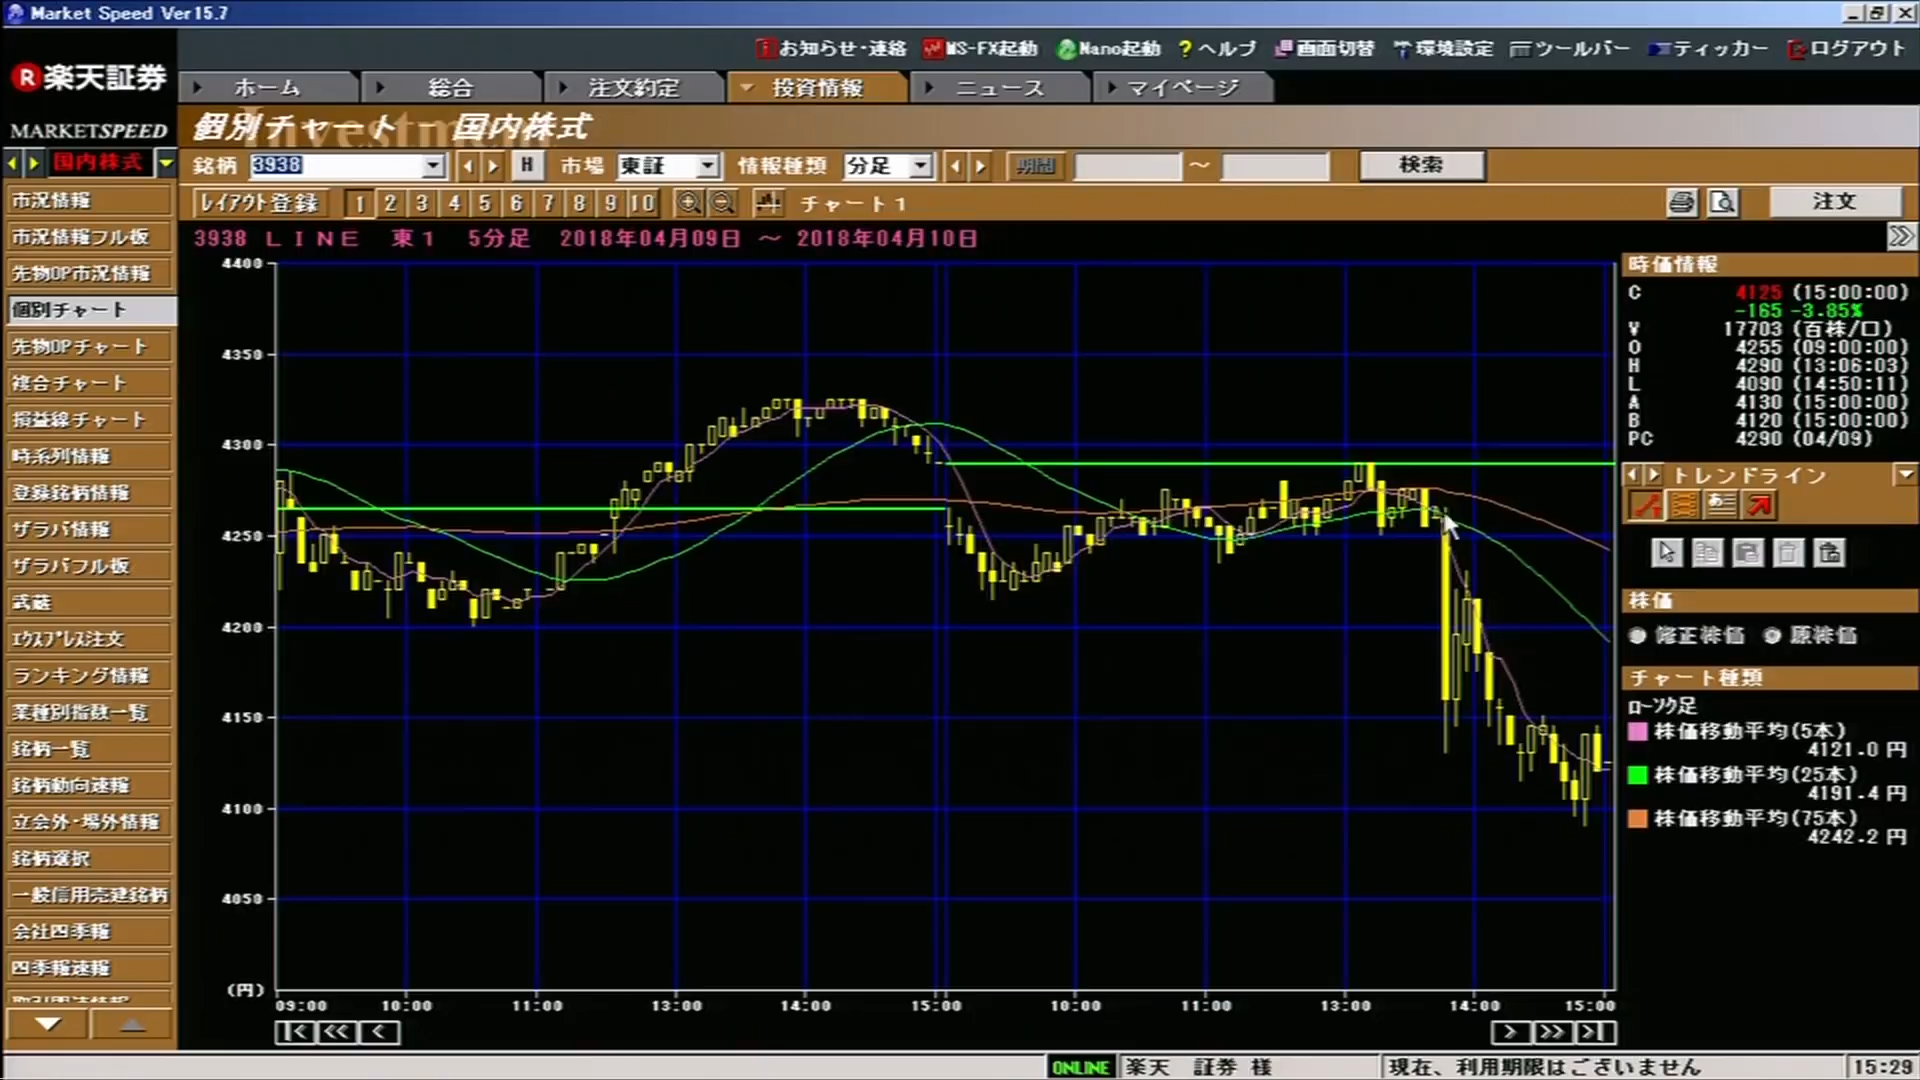 Market Speed Ver15.7
お知らせ・連絡 MS-FX起動 Nano起動 ? ヘルプ 画面切替 環境設定 ツールバー ティッカー ログアウト
R楽天証券
MARKETSPEED
ホーム 総合 注文約定 投資情報 ニュース マイページ
個別チャート － 国内株式
国内株式
銘柄 3938 H 市場 東証 情報種類 分足 期間 ～ 検索
レイアウト登録 1 2 3 4 5 6 7 8 9 10 チャート1 注文
3938 LINE 東1 5分足 2018年04月09日 ～ 2018年04月10日
市況情報
市況情報フル板
先物OP市況情報
個別チャート
先物OPチャート
複合チャート
損益線チャート
時系列情報
登録銘柄情報
ザラバ情報
ザラバフル板
武蔵
エクスプレス注文
ランキング情報
業種別指数一覧
銘柄一覧
銘柄動向速報
立会外・場外情報
銘柄選択
一般信用売建銘柄
会社四季報
四季報速報
4400
4350
4300
4250
4200
4150
4100
4050
(円)
09:00 10:00 11:00 13:00 14:00 15:00 10:00 11:00 13:00 14:00 15:00
時価情報
C 4125 (15:00:00)
-165 -3.85%
V 17703 (百株/口)
O 4255 (09:00:00)
H 4290 (13:06:03)
L 4090 (14:50:11)
A 4130 (15:00:00)
B 4120 (15:00:00)
PC 4290 (04/09)
トレンドライン
株価
修正株価 原株価
チャート種類
ローソク足
株価移動平均(5本)
4121.0 円
株価移動平均(25本)
4191.4 円
株価移動平均(75本)
4242.2 円
ONLINE 楽天 証券 様 現在、利用期限はございません 15:29